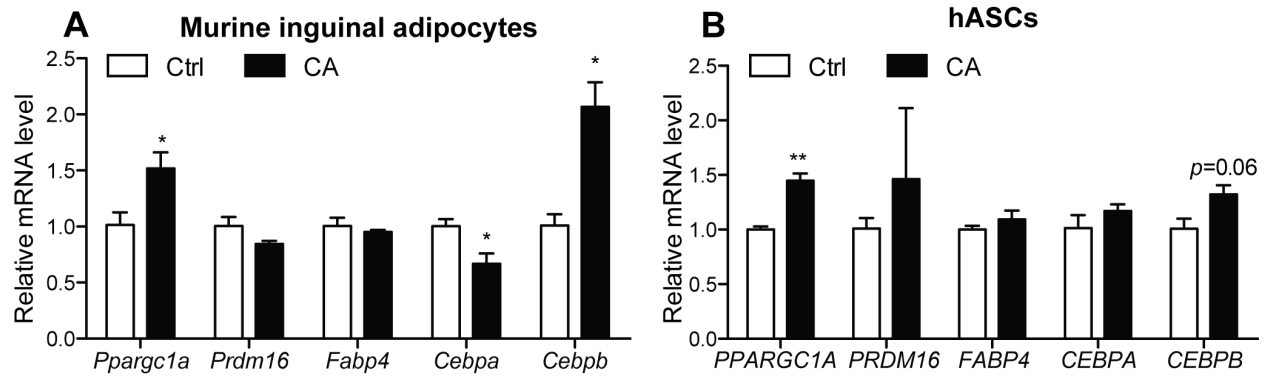 A Murine inguinal adipocytes
Ctrl CA
Relative mRNA level
2.5
2.0
1.5
1.0
0.5
0.0
*
*
*
Ppargc1a Prdm16 Fabp4 Cebpa Cebpb
B hASCs
Ctrl CA
Relative mRNA level
2.5
2.0
1.5
1.0
0.5
0.0
**
p=0.06
PPARGC1A PRDM16 FABP4 CEBPA CEBPB